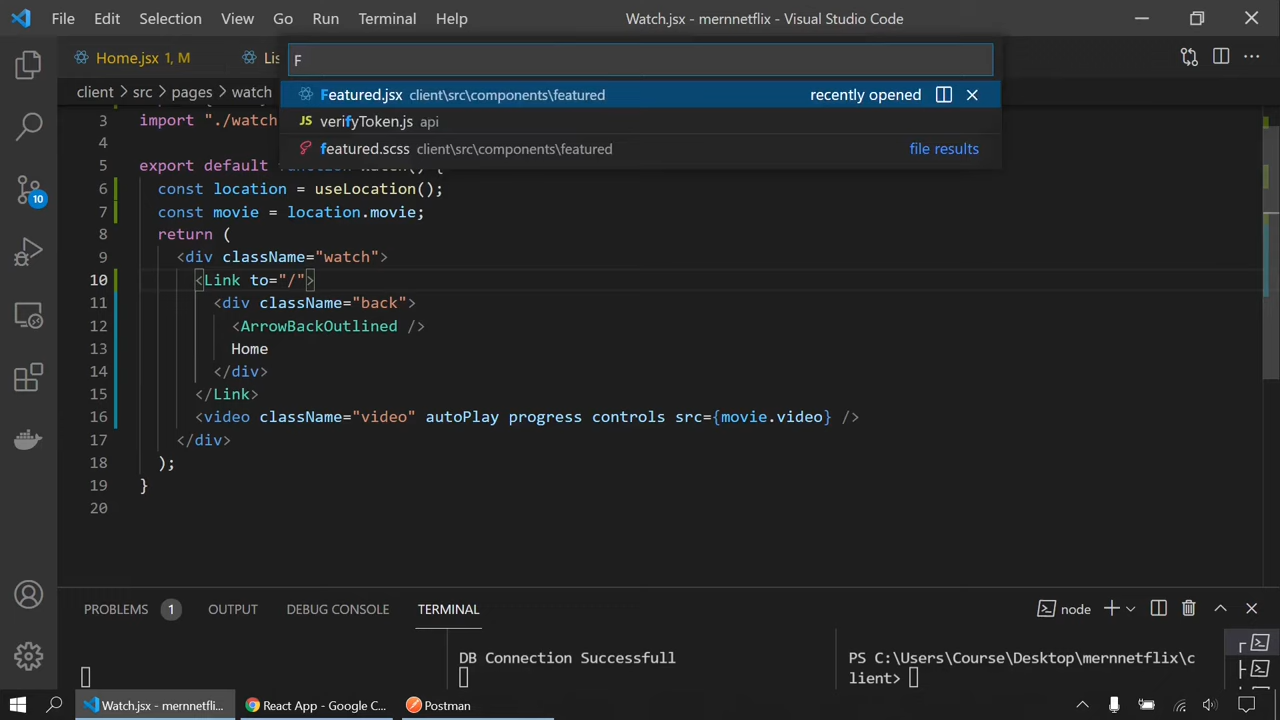 File Edit Selection View Go Run Terminal Help
Watch.jsx - mernnetflix - Visual Studio Code
Home.jsx 1, M
Lis
F
client > src > pages > watch
Featured.jsx client\src\components\featured recently opened
JS verifyToken.js api
featured.scss client\src\components\featured file results
3 import "./watch
4
5 export default
6 const location = useLocation();
7 const movie = location.movie;
8 return (
9 <div className="watch">
10 <Link to="/">
11 <div className="back">
12 <ArrowBackOutlined />
13 Home
14 </div>
15 </Link>
16 <video className="video" autoPlay progress controls src={movie.video} />
17 </div>
18 );
19 }
20
10
PROBLEMS 1 OUTPUT DEBUG CONSOLE TERMINAL
node
DB Connection Successfull
PS C:\Users\Course\Desktop\mernnetflix\c
lient>
Watch.jsx - mernnetfli...
React App - Google C...
Postman